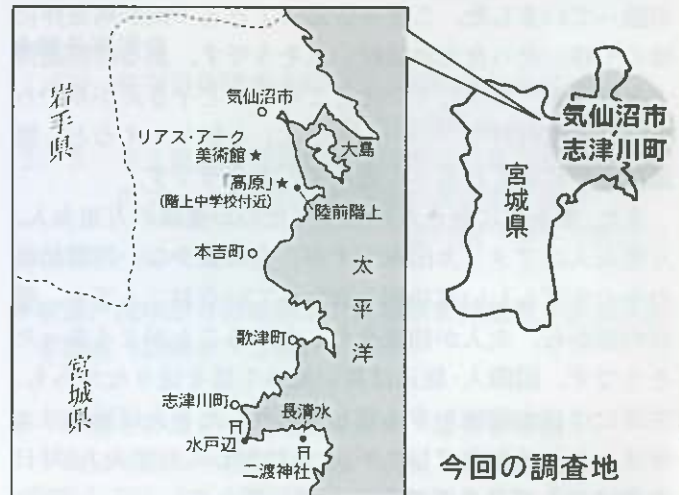 岩手県
気仙沼市
リアス・アーク
美術館★
大島
「高原」★
(階上中学校付近)
陸前階上
本吉町
太平洋
歌津町
宮城県
志津川町
長清水
水戸辺
二渡神社
気仙沼市
志津川町
宮城県
今回の調査地